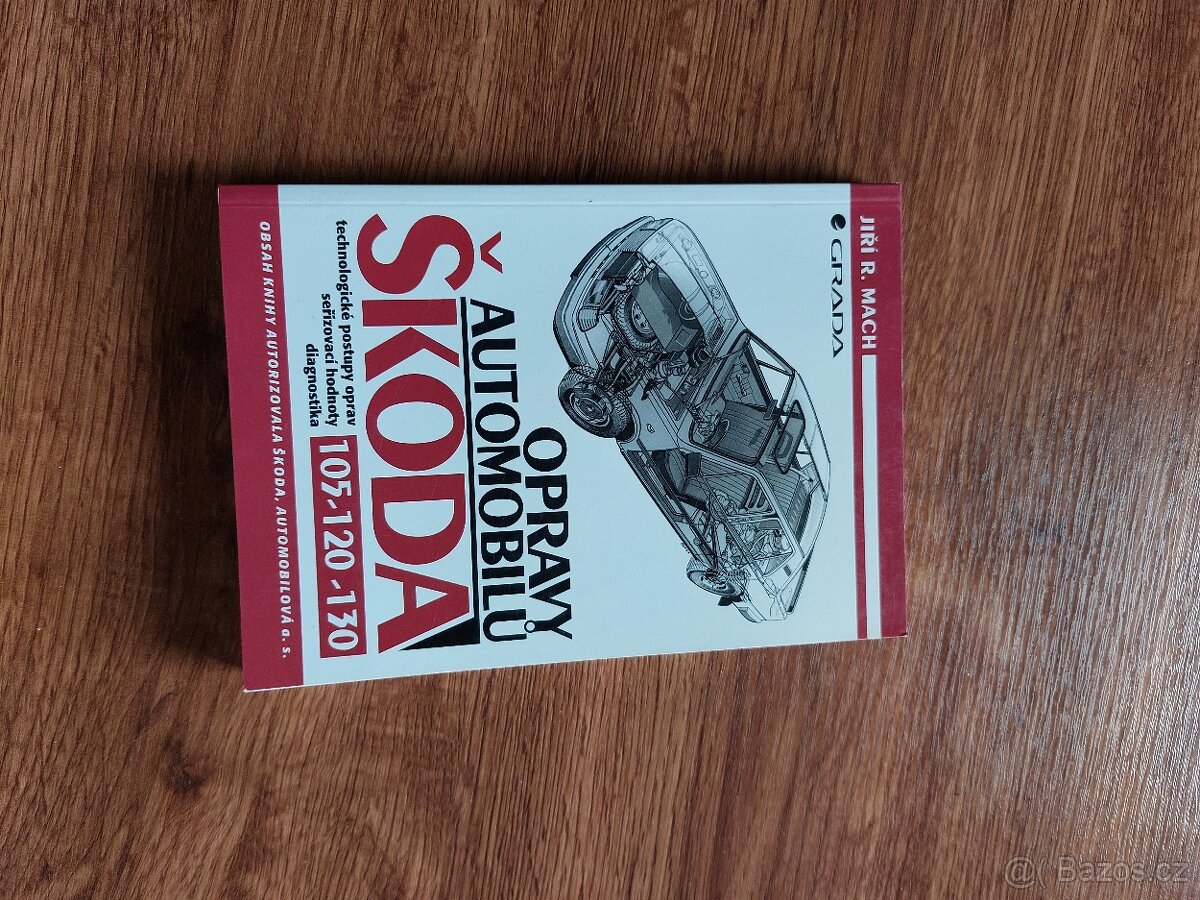 JIŘÍ R. MACH
GRADA
OPRAVY
AUTOMOBILŮ
ŠKODA
technologické postupy oprav
seřizovací hodnoty
diagnostika
105-120-130
OBSAH KNIHY AUTORIZOVALA ŠKODA, AUTOMOBILOVÁ a. s.
@ Bazos.cz